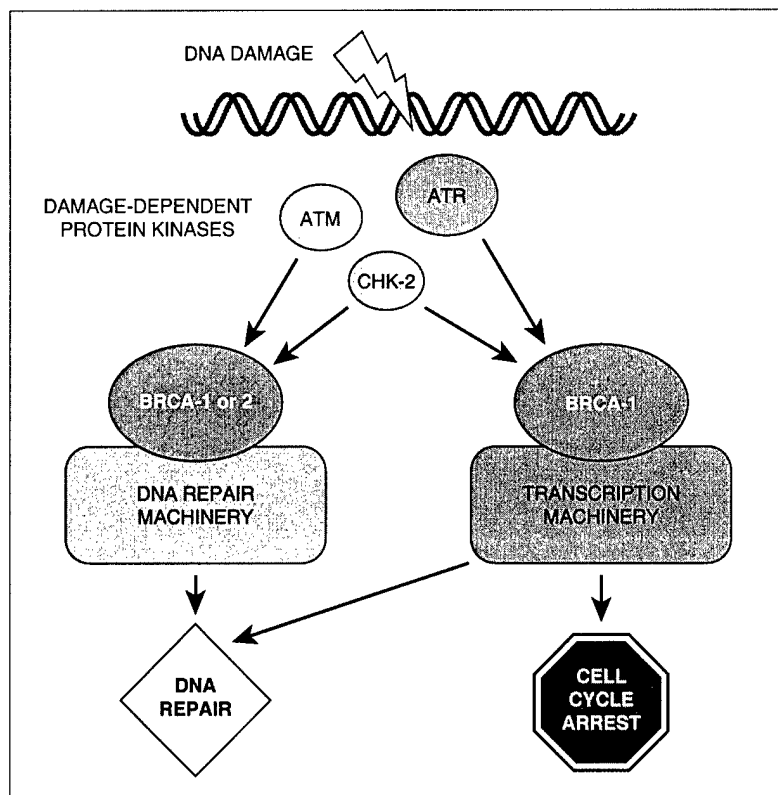 DNA DAMAGE
DAMAGE-DEPENDENT
PROTEIN KINASES
ATM
ATR
CHK-2
BRCA-1 or 2
BRCA-1
DNA REPAIR
MACHINERY
TRANSCRIPTION
MACHINERY
DNA
REPAIR
CELL
CYCLE
ARREST